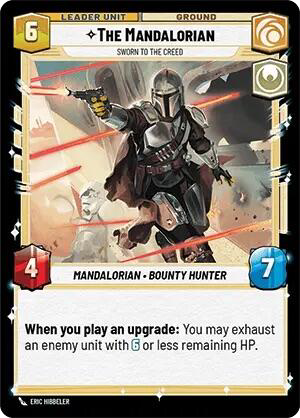 LEADER UNIT
GROUND
6
THE MANDALORIAN
SWORN TO THE CREED
4
MANDALORIAN • BOUNTY HUNTER
7
When you play an upgrade: You may exhaust
an enemy unit with 6 or less remaining HP.
ERIC HIBBELER